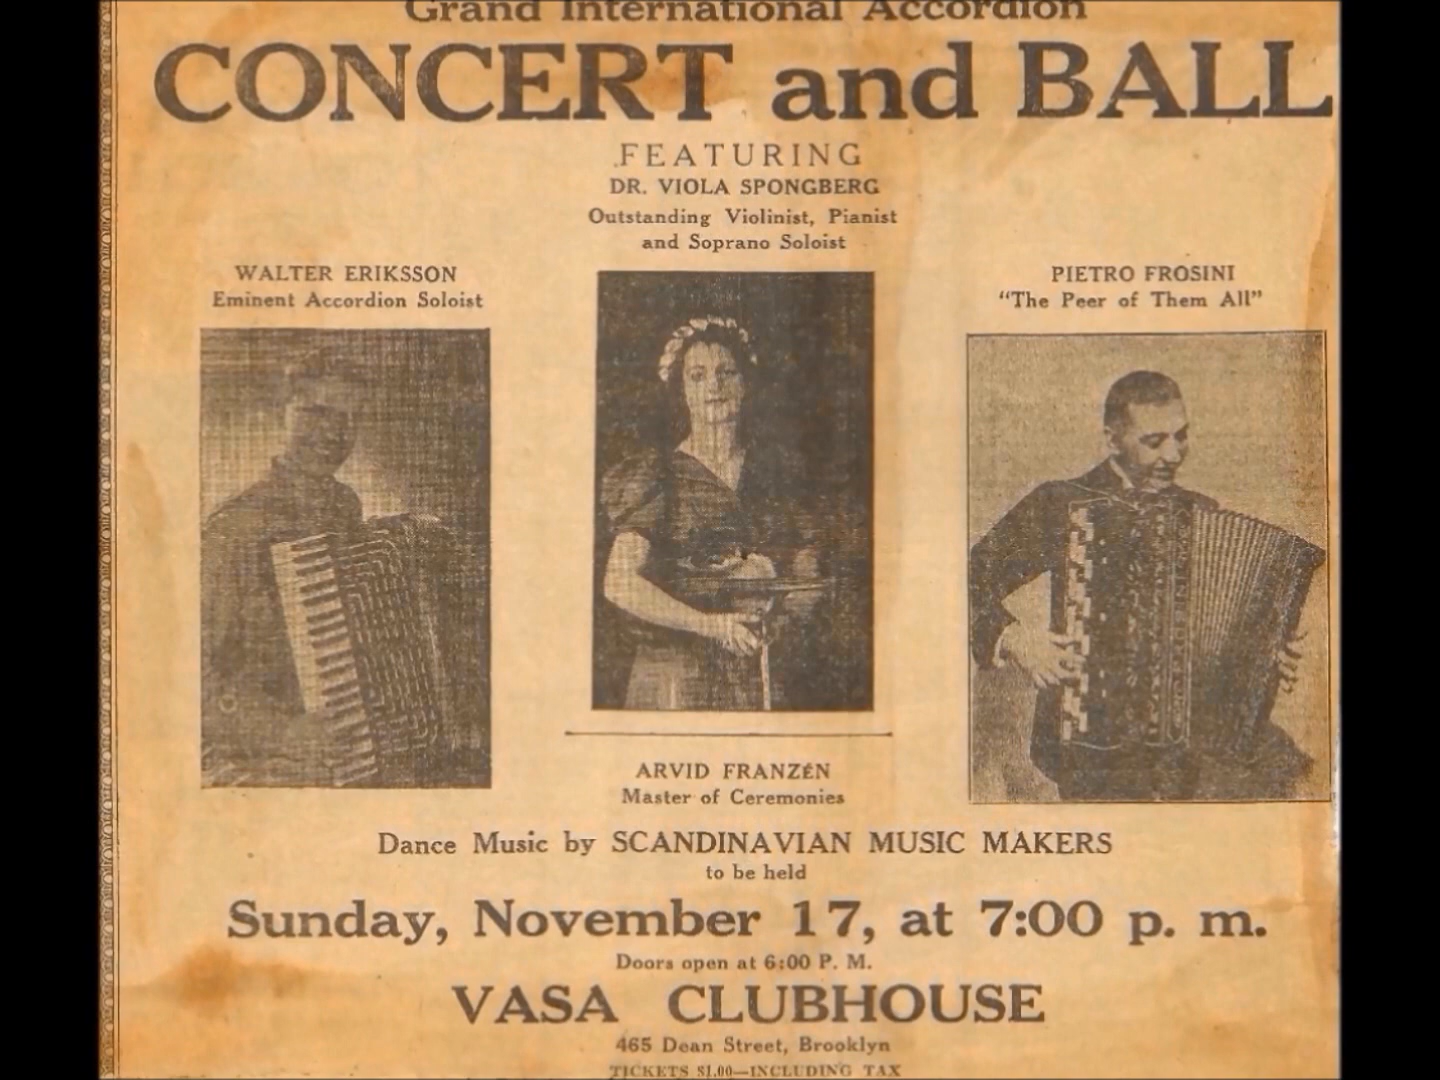 Grand International Accordion
CONCERT and BALL
FEATURING
DR. VIOLA SPONGBERG
Outstanding Violinist, Pianist
and Soprano Soloist
WALTER ERIKSSON
Eminent Accordion Soloist
PIETRO FROSINI
"The Peer of Them All"
ARVID FRANZÉN
Master of Ceremonies
Dance Music by SCANDINAVIAN MUSIC MAKERS
to be held
Sunday, November 17, at 7:00 p. m.
Doors open at 6:00 P. M.
VASA CLUBHOUSE
465 Dean Street, Brooklyn
TICKETS $1.00—INCLUDING TAX